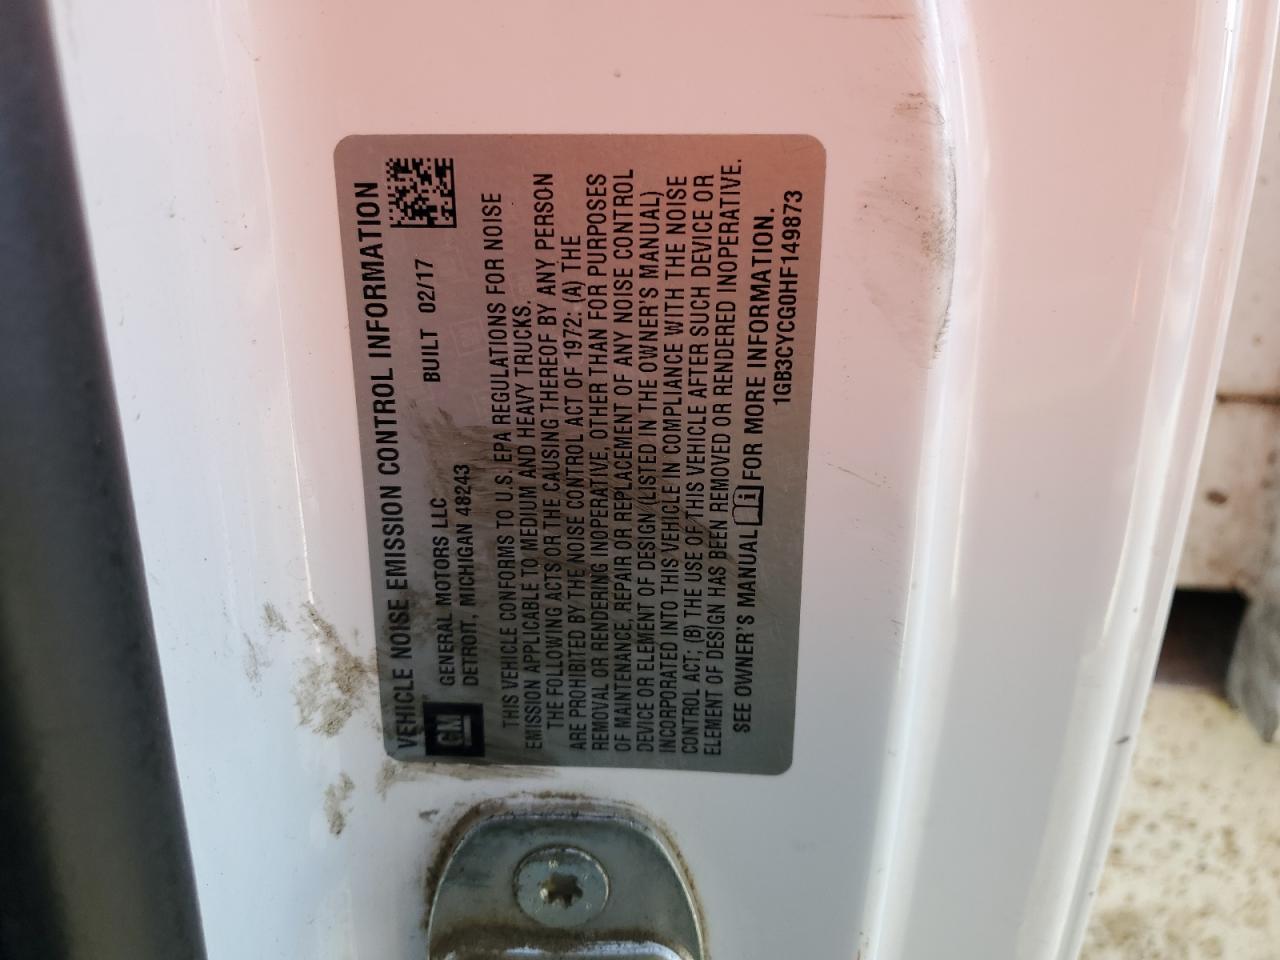 VEHICLE NOISE EMISSION CONTROL INFORMATION
GM
GENERAL MOTORS LLC
DETROIT, MICHIGAN 48243
BUILT 02/17
THIS VEHICLE CONFORMS TO U.S. EPA REGULATIONS FOR NOISE
EMISSION APPLICABLE TO MEDIUM AND HEAVY TRUCKS.
THE FOLLOWING ACTS OR THE CAUSING THEREOF BY ANY PERSON
ARE PROHIBITED BY THE NOISE CONTROL ACT OF 1972: (A) THE
REMOVAL OR RENDERING INOPERATIVE, OTHER THAN FOR PURPOSES
OF MAINTENANCE, REPAIR OR REPLACEMENT OF ANY NOISE CONTROL
DEVICE OR ELEMENT OF DESIGN (LISTED IN THE OWNER'S MANUAL)
INCORPORATED INTO THIS VEHICLE IN COMPLIANCE WITH THE NOISE
CONTROL ACT; (B) THE USE OF THIS VEHICLE AFTER SUCH DEVICE OR
ELEMENT OF DESIGN HAS BEEN REMOVED OR RENDERED INOPERATIVE.
SEE OWNER'S MANUAL FOR MORE INFORMATION.
1GB3CYCG0HF149873